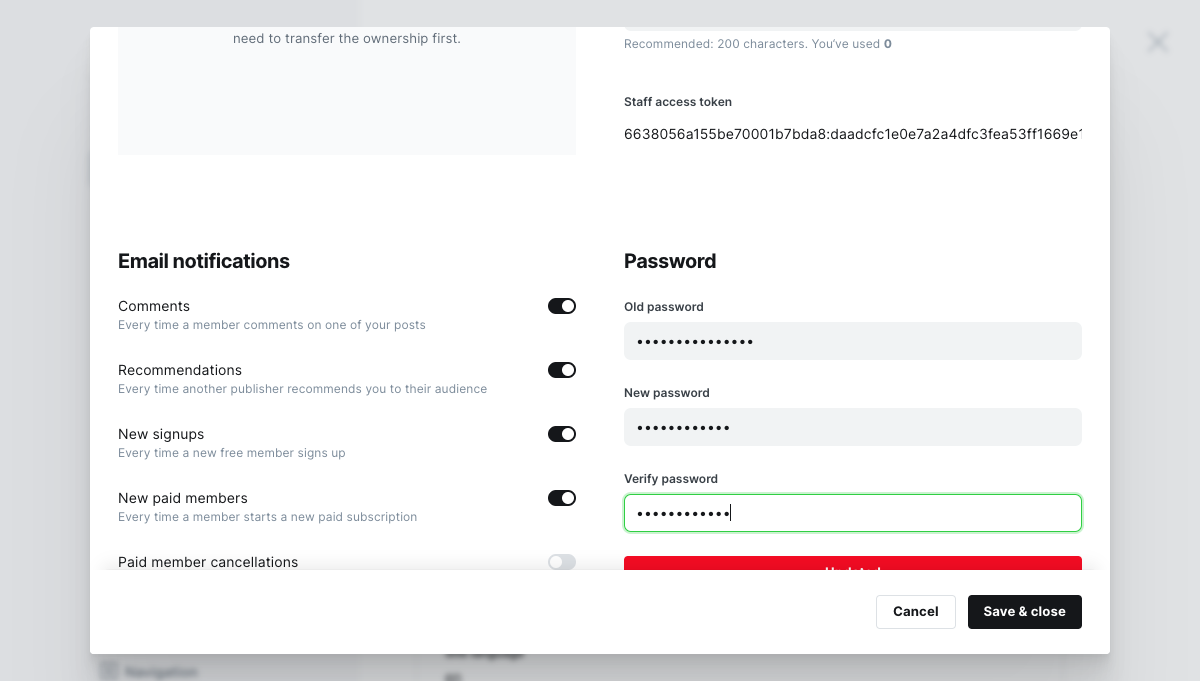 need to transfer the ownership first.
Recommended: 200 characters. You've used 0
Staff access token
6638056a155be70001b7bda8:daadcfc1e0e7a2a4dfc3fea53ff1669e1
Email notifications
Comments
Every time a member comments on one of your posts
Recommendations
Every time another publisher recommends you to their audience
New signups
Every time a new free member signs up
New paid members
Every time a member starts a new paid subscription
Paid member cancellations
Password
Old password
•••••••••••••••
New password
••••••••••••
Verify password
••••••••••••
Cancel
Save & close
Navigation